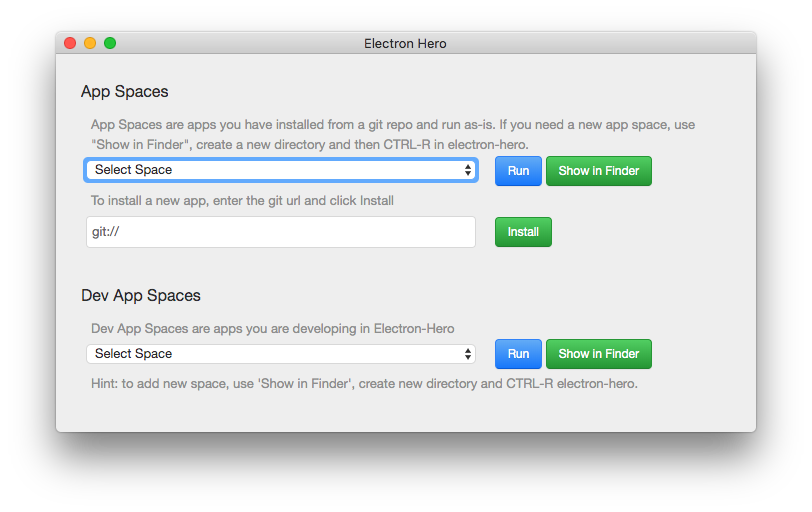 Electron Hero
App Spaces
App Spaces are apps you have installed from a git repo and run as-is. If you need a new app space, use
"Show in Finder", create a new directory and then CTRL-R in electron-hero.
Select Space Run Show in Finder
To install a new app, enter the git url and click Install
git:// Install
Dev App Spaces
Dev App Spaces are apps you are developing in Electron-Hero
Select Space Run Show in Finder
Hint: to add new space, use 'Show in Finder', create new directory and CTRL-R electron-hero.